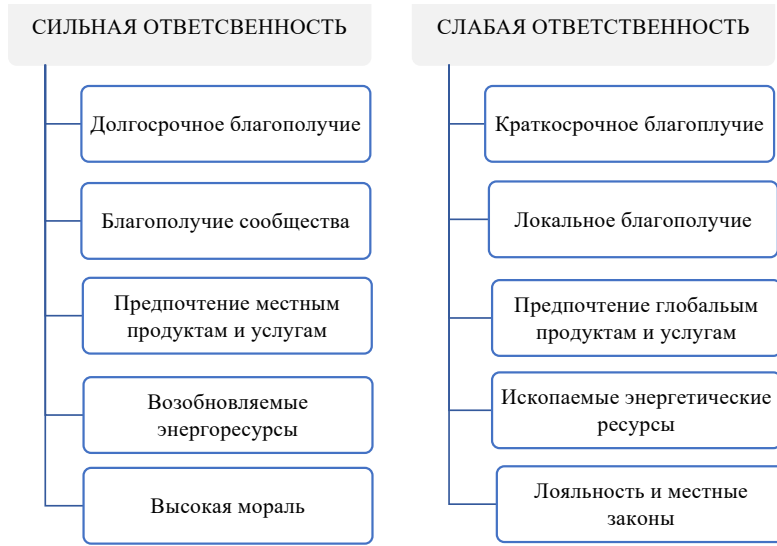 СИЛЬНАЯ ОТВЕТСВЕННОСТЬ
Долгосрочное благополучие
Благополучие сообщества
Предпочтение местным
продуктам и услугам
Возобновляемые
энергоресурсы
Высокая мораль
СЛАБАЯ ОТВЕТСТВЕННОСТЬ
Краткосрочное благоплучие
Локальное благополучие
Предпочтение глобальым
продуктам и услугам
Ископаемые энергетические
ресурсы
Лояльность и местные
законы